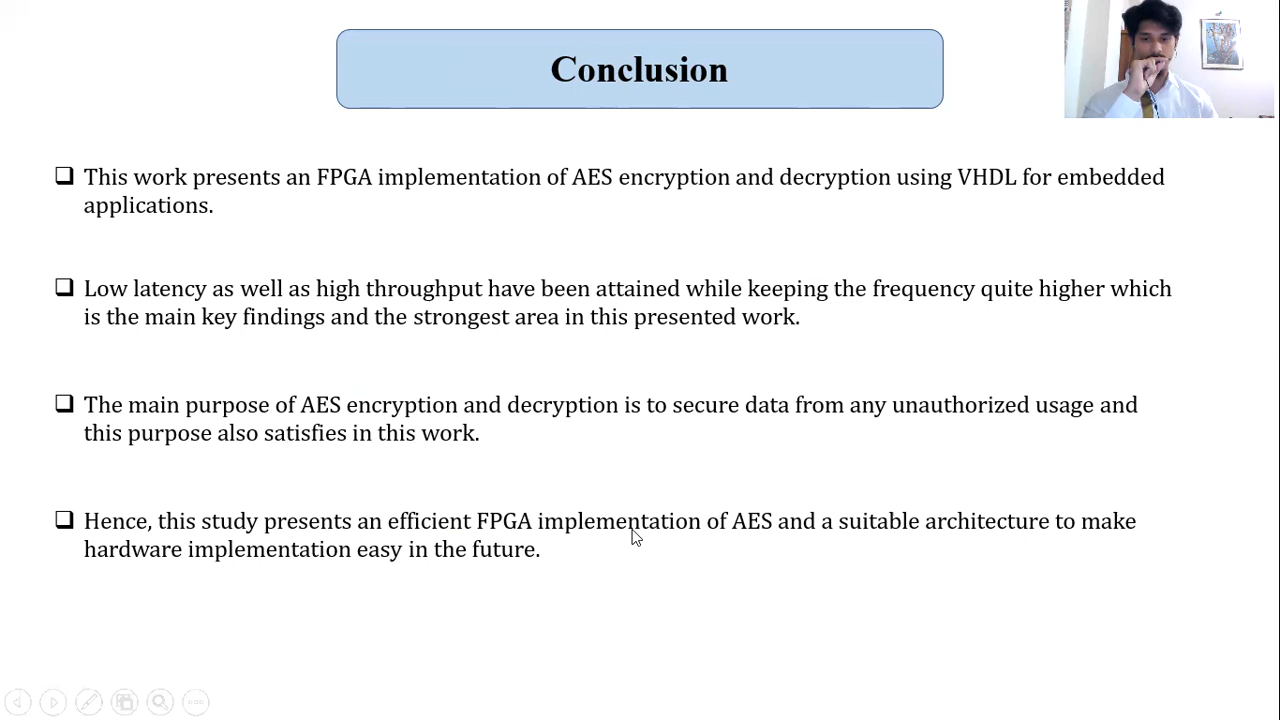 Conclusion
This work presents an FPGA implementation of AES encryption and decryption using VHDL for embedded
applications.
Low latency as well as high throughput have been attained while keeping the frequency quite higher which
is the main key findings and the strongest area in this presented work.
The main purpose of AES encryption and decryption is to secure data from any unauthorized usage and
this purpose also satisfies in this work.
Hence, this study presents an efficient FPGA implementation of AES and a suitable architecture to make
hardware implementation easy in the future.